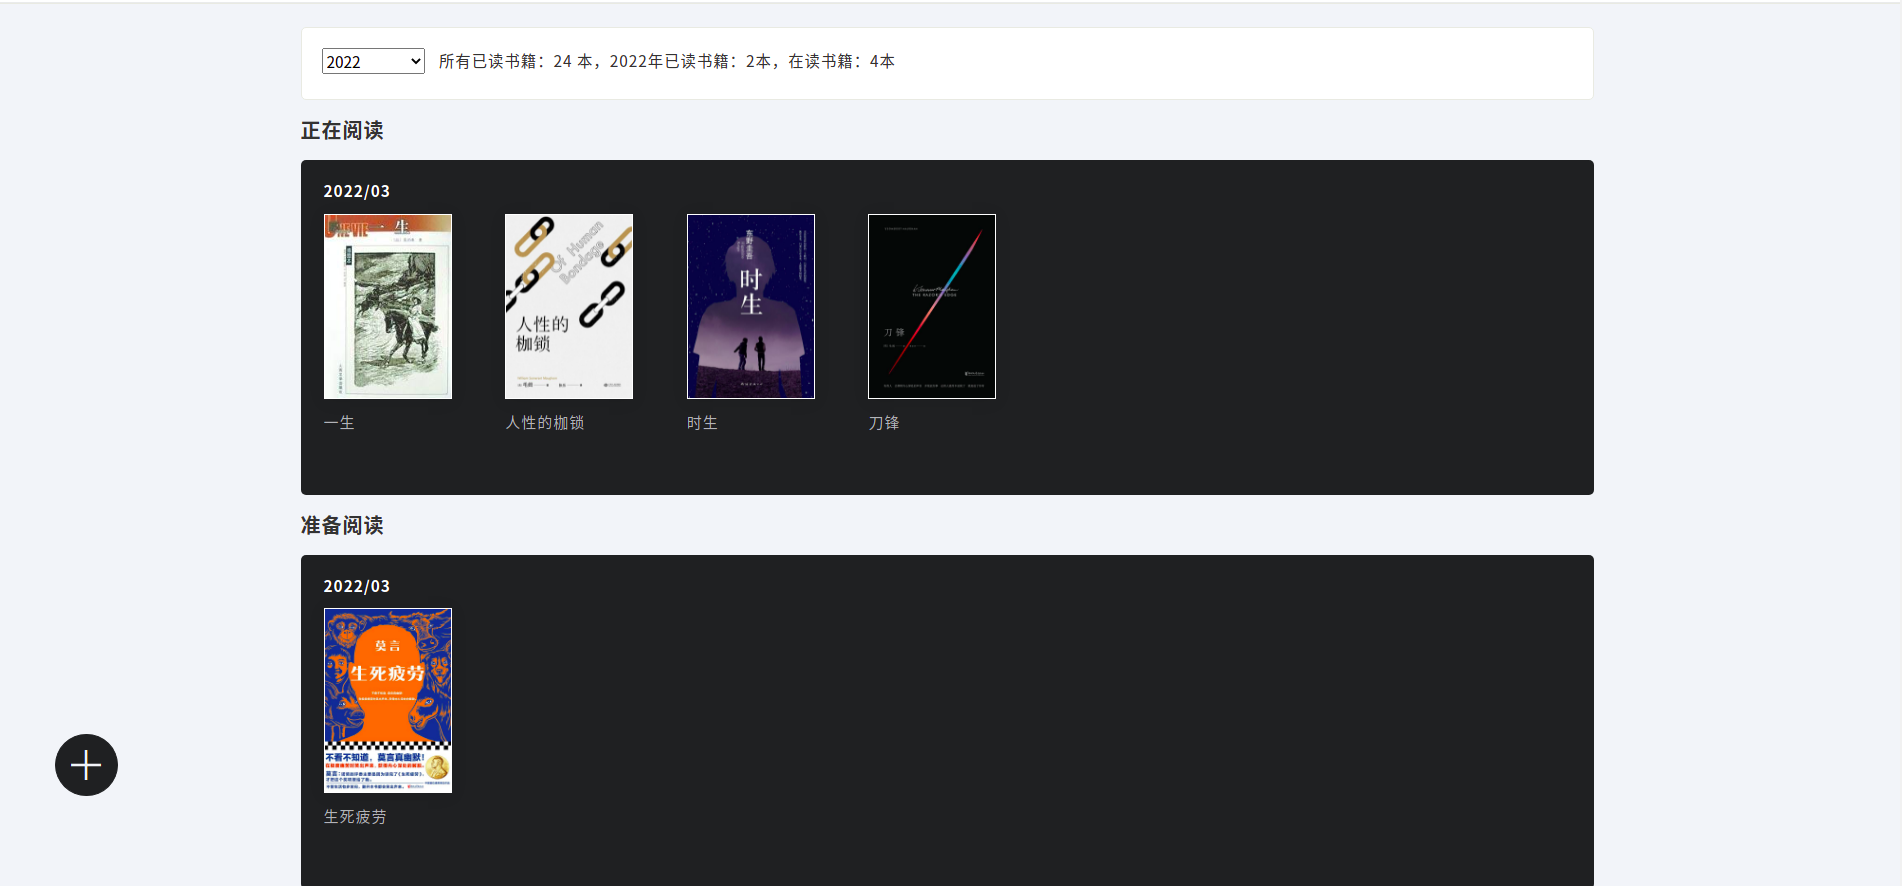 2022
所有已读书籍：24 本，2022年已读书籍：2本，在读书籍：4本
正在阅读
2022/03
UNE VIE 一生
Of Human Bondage
人性的
枷锁
东野圭吾
时生
THE RAZOR'S EDGE
刀锋
一生
人性的枷锁
时生
刀锋
准备阅读
2022/03
莫言
生死疲劳
不看不知道，莫言真幽默！
生死疲劳